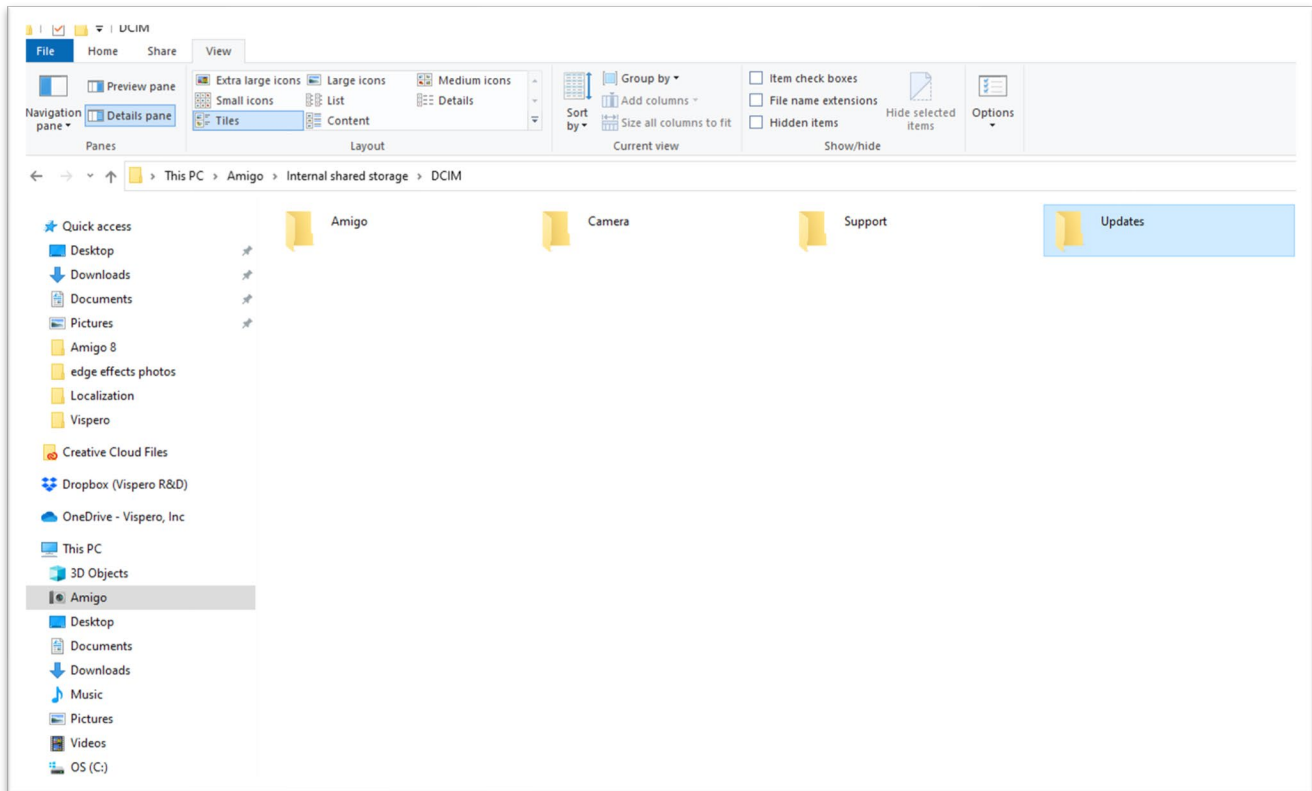 DCIM
File Home Share View
Navigation pane
Preview pane
Details pane
Panes
Extra large icons Large icons Medium icons
Small icons List Details
Tiles Content
Layout
Sort by
Group by
Add columns
Size all columns to fit
Current view
Item check boxes
File name extensions
Hidden items
Hide selected items
Show/hide
Options
This PC > Amigo > Internal shared storage > DCIM
Quick access
Desktop
Downloads
Documents
Pictures
Amigo 8
edge effects photos
Localization
Vispero
Creative Cloud Files
Dropbox (Vispero R&D)
OneDrive - Vispero, Inc
This PC
3D Objects
Amigo
Desktop
Documents
Downloads
Music
Pictures
Videos
OS (C:)
Amigo Camera Support Updates